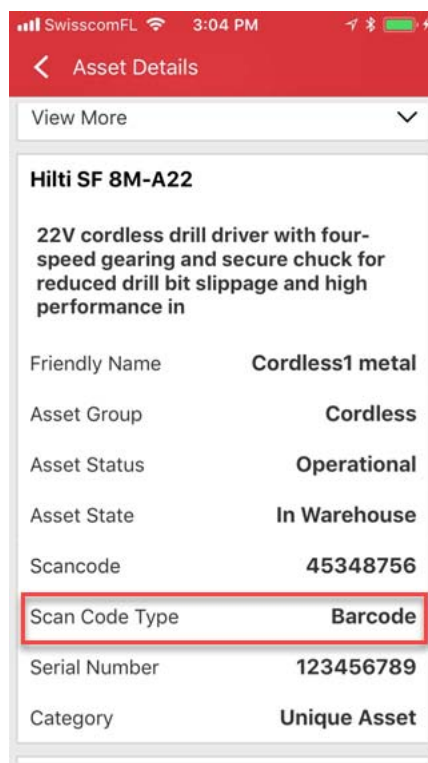 SwisscomFL 3:04 PM
Asset Details
View More
Hilti SF 8M-A22
22V cordless drill driver with four-
speed gearing and secure chuck for
reduced drill bit slippage and high
performance in
Friendly Name Cordless1 metal
Asset Group Cordless
Asset Status Operational
Asset State In Warehouse
Scancode 45348756
Scan Code Type Barcode
Serial Number 123456789
Category Unique Asset